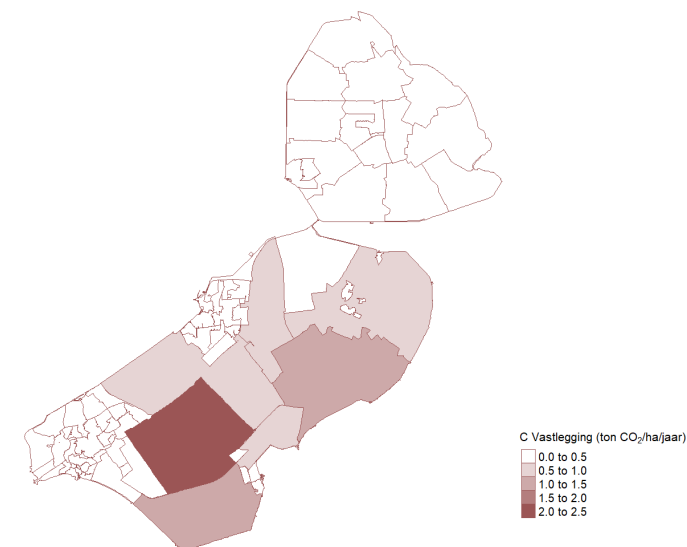 C Vastlegging (ton CO₂/ha/jaar)
0.0 to 0.5
0.5 to 1.0
1.0 to 1.5
1.5 to 2.0
2.0 to 2.5